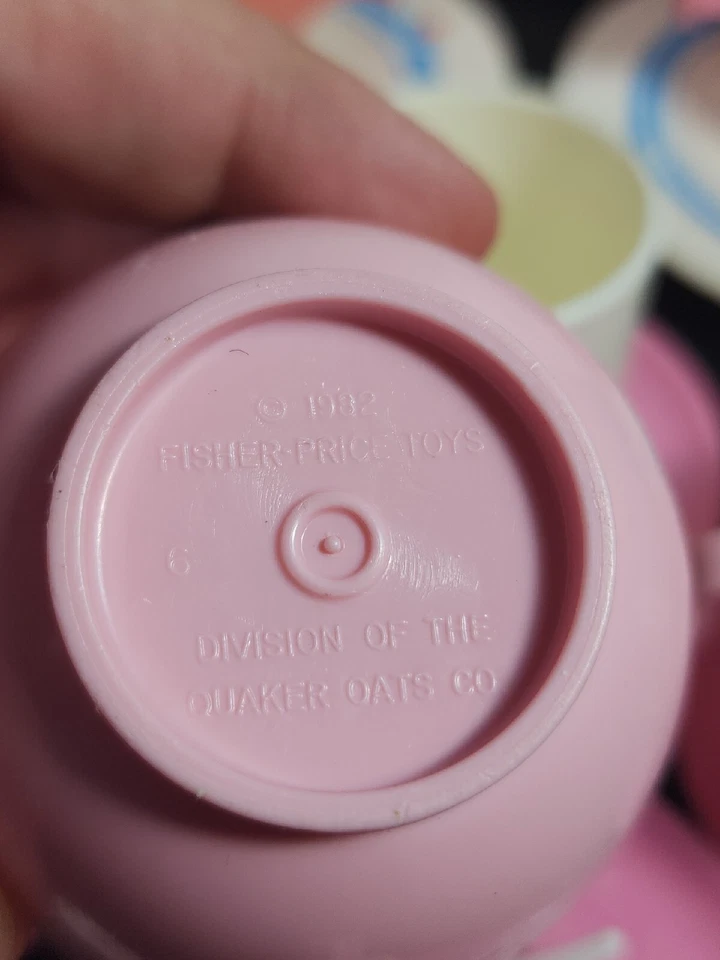 © 1982
FISHER-PRICE TOYS
6
DIVISION OF THE
QUAKER OATS CO